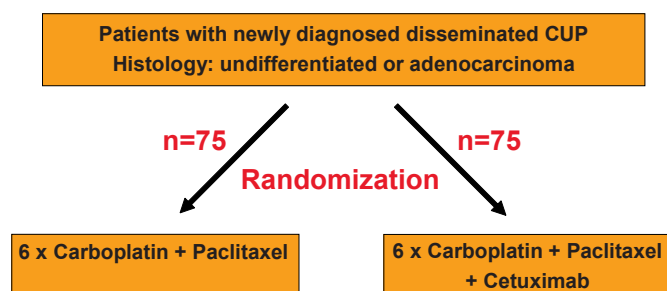 Patients with newly diagnosed disseminated CUP
Histology: undifferentiated or adenocarcinoma
n=75
n=75
Randomization
6 x Carboplatin + Paclitaxel
6 x Carboplatin + Paclitaxel
+ Cetuximab